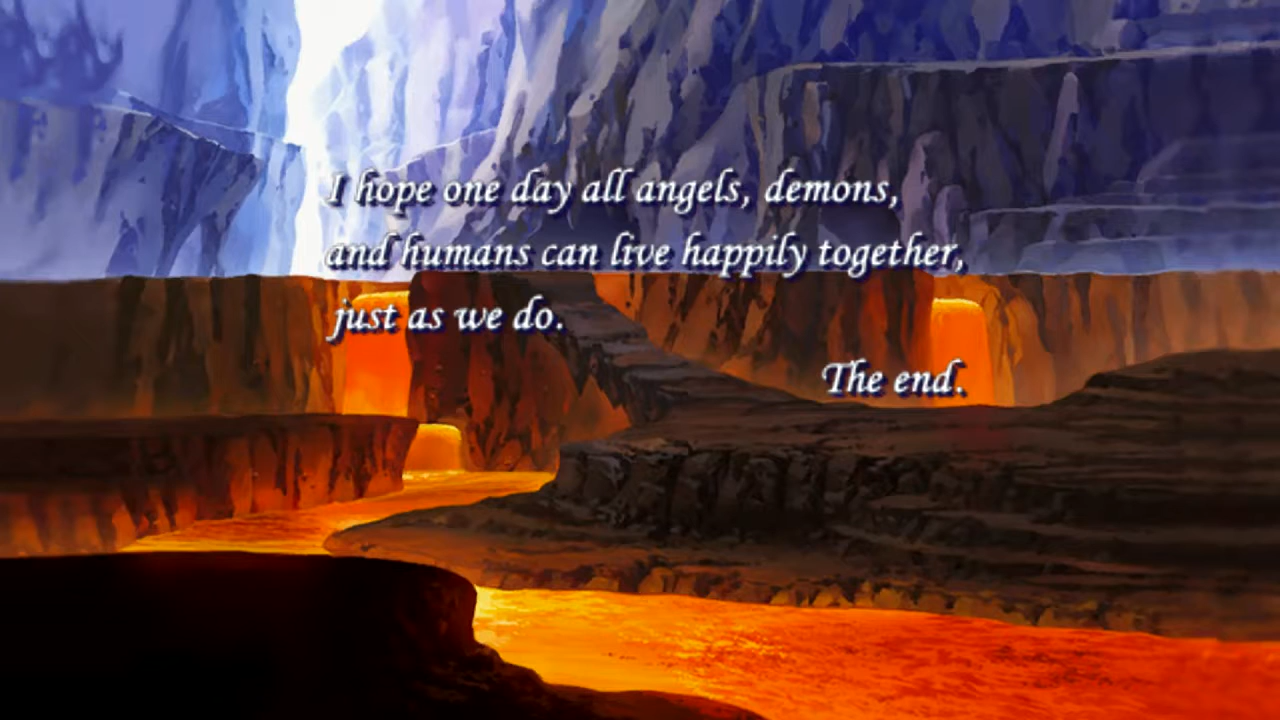 I hope one day all angels, demons,
and humans can live happily together,
just as we do.
The end.